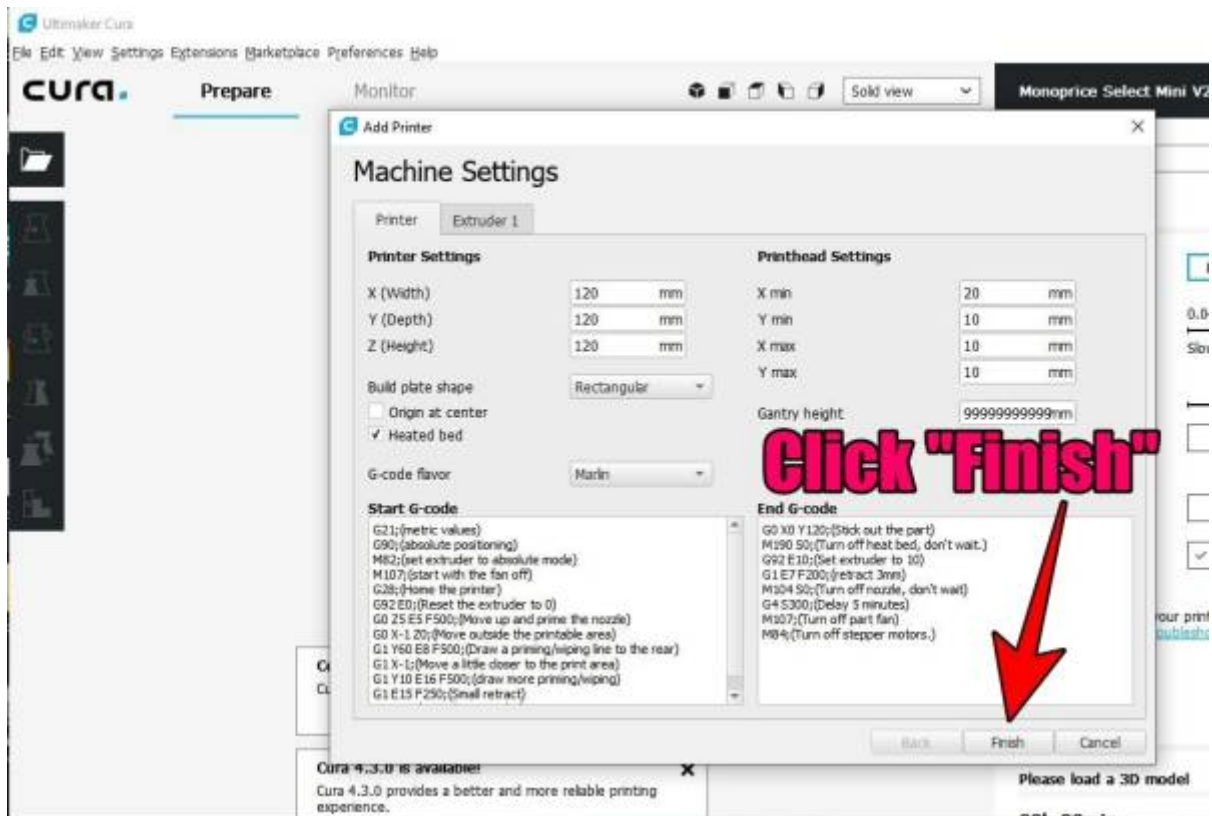 Ultimaker Cura
File Edit View Settings Extensions Marketplace Preferences Help
cura. Prepare Monitor Solid view Monoprice Select Mini V2
Add Printer
Machine Settings
Printer Extruder 1
Printer Settings Printhead Settings
X (Width) 120 mm X min 20 mm
Y (Depth) 120 mm Y min 10 mm
Z (Height) 120 mm X max 10 mm
Y max 10 mm
Build plate shape Rectangular
Origin at center Gantry height 99999999999mm
Heated bed
Click "Finish"
G-code flavor Marlin
Start G-code
G21;(metric values)
G90;(absolute positioning)
M82;(set extruder to absolute mode)
M107;(start with the fan off)
G28;(Home the printer)
G92 E0;(Reset the extruder to 0)
G0 Z5 E5 F500;(Move up and prime the nozzle)
G0 X-1 Z0;(Move outside the printable area)
G1 Y60 E8 F500;(Draw a priming/wiping line to the rear)
G1 X-1;(Move a little closer to the print area)
G1 Y10 E16 F500;(draw more priming/wiping)
G1 E15 F250;(Small retract)
End G-code
G0 X0 Y120;(Stick out the part)
M190 S0;(Turn off heat bed, don't wait.)
G92 E10;(Set extruder to 10)
G1 E7 F200;(retract 3mm)
M104 S0;(Turn off nozzle, don't wait)
G4 S300;(Delay 5 minutes)
M107;(Turn off part fan)
M84;(Turn off stepper motors.)
Back Finish Cancel
Cura 4.3.0 is available!
Cura 4.3.0 provides a better and more reliable printing
experience.
Please load a 3D model